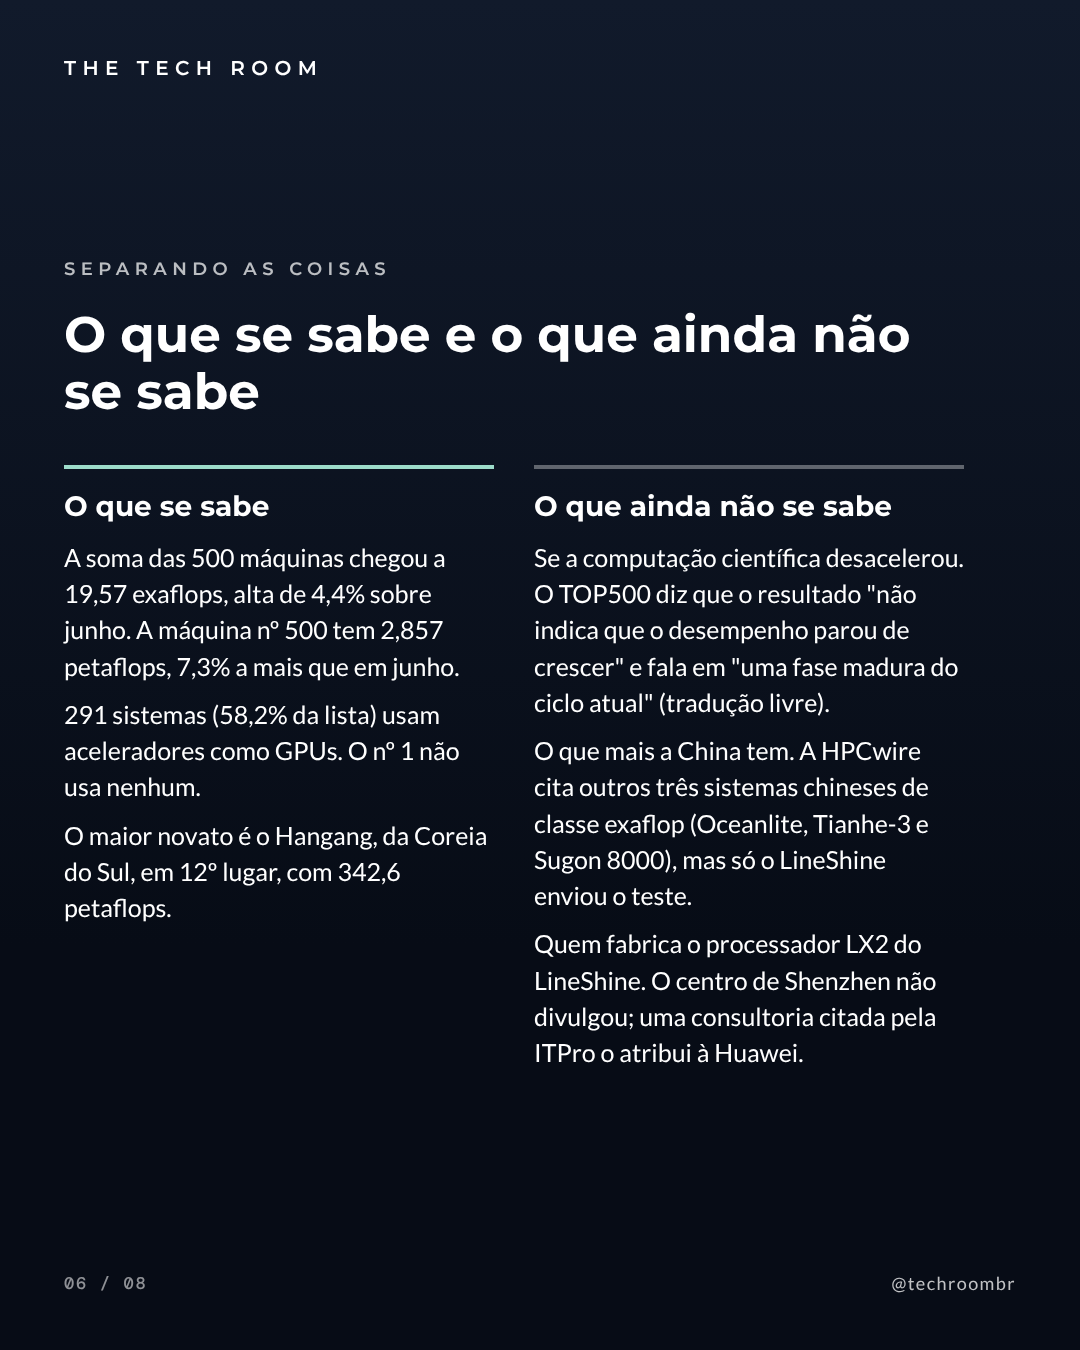 THE TECH ROOM
SEPARANDO AS COISAS
O que se sabe e o que ainda não
se sabe
O que se sabe
A soma das 500 máquinas chegou a
19,57 exaflops, alta de 4,4% sobre
junho. A máquina nº 500 tem 2,857
petaflops, 7,3% a mais que em junho.
291 sistemas (58,2% da lista) usam
aceleradores como GPUs. O nº 1 não
usa nenhum.
O maior novato é o Hangang, da Coreia
do Sul, em 12º lugar, com 342,6
petaflops.
O que ainda não se sabe
Se a computação científica desacelerou.
O TOP500 diz que o resultado "não
indica que o desempenho parou de
crescer" e fala em "uma fase madura do
ciclo atual" (tradução livre).
O que mais a China tem. A HPCwire
cita outros três sistemas chineses de
classe exaflop (Oceanlite, Tianhe-3 e
Sugon 8000), mas só o LineShine
enviou o teste.
Quem fabrica o processador LX2 do
LineShine. O centro de Shenzhen não
divulgou; uma consultoria citada pela
ITPro o atribui à Huawei.
06 / 08
@techroombr